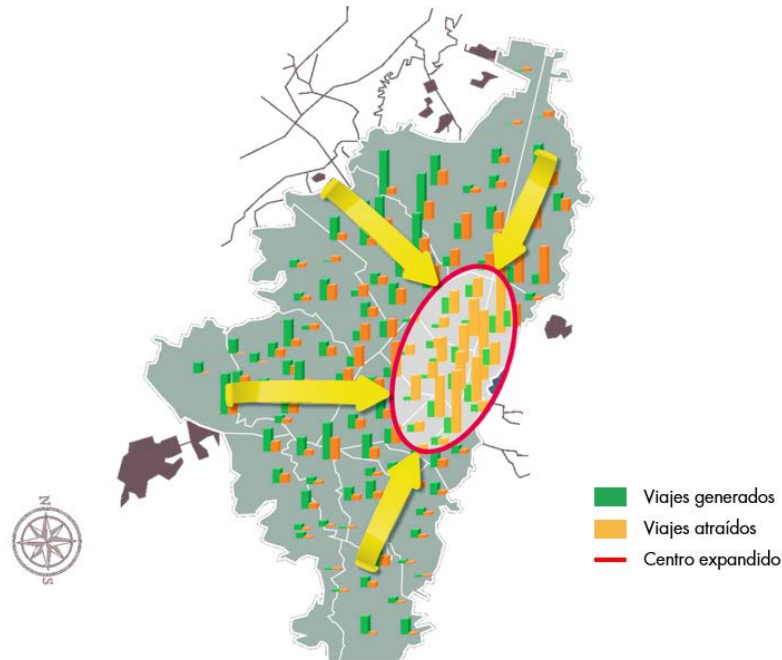 N
S
Viajes generados
Viajes atraídos
Centro expandido